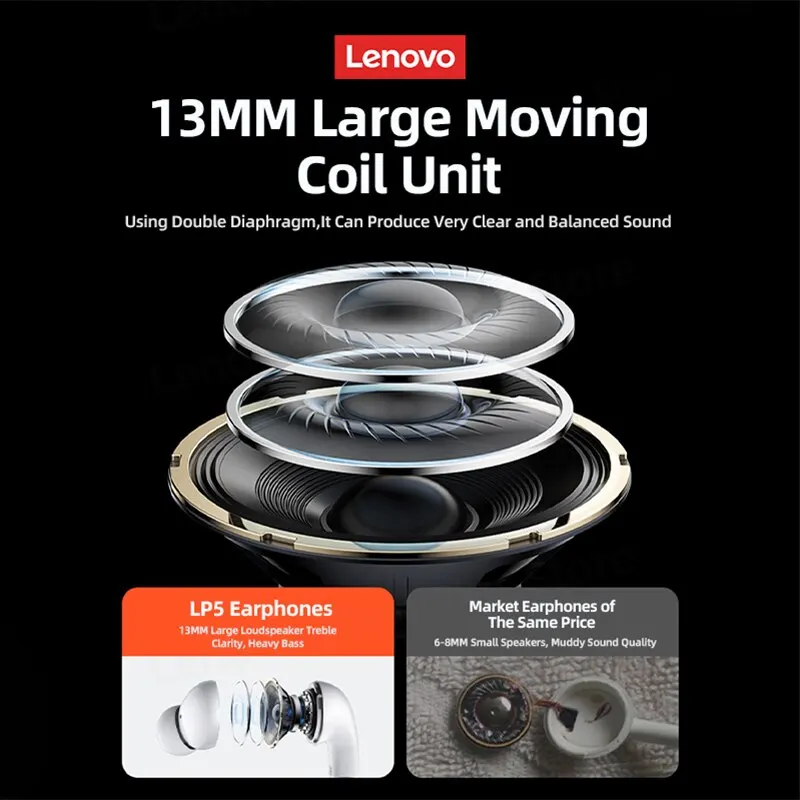 Lenovo
13MM Large Moving
Coil Unit
Using Double Diaphragm,It Can Produce Very Clear and Balanced Sound
LP5 Earphones
13MM Large Loudspeaker Treble
Clarity, Heavy Bass
Market Earphones of
The Same Price
6-8MM Small Speakers, Muddy Sound Quality